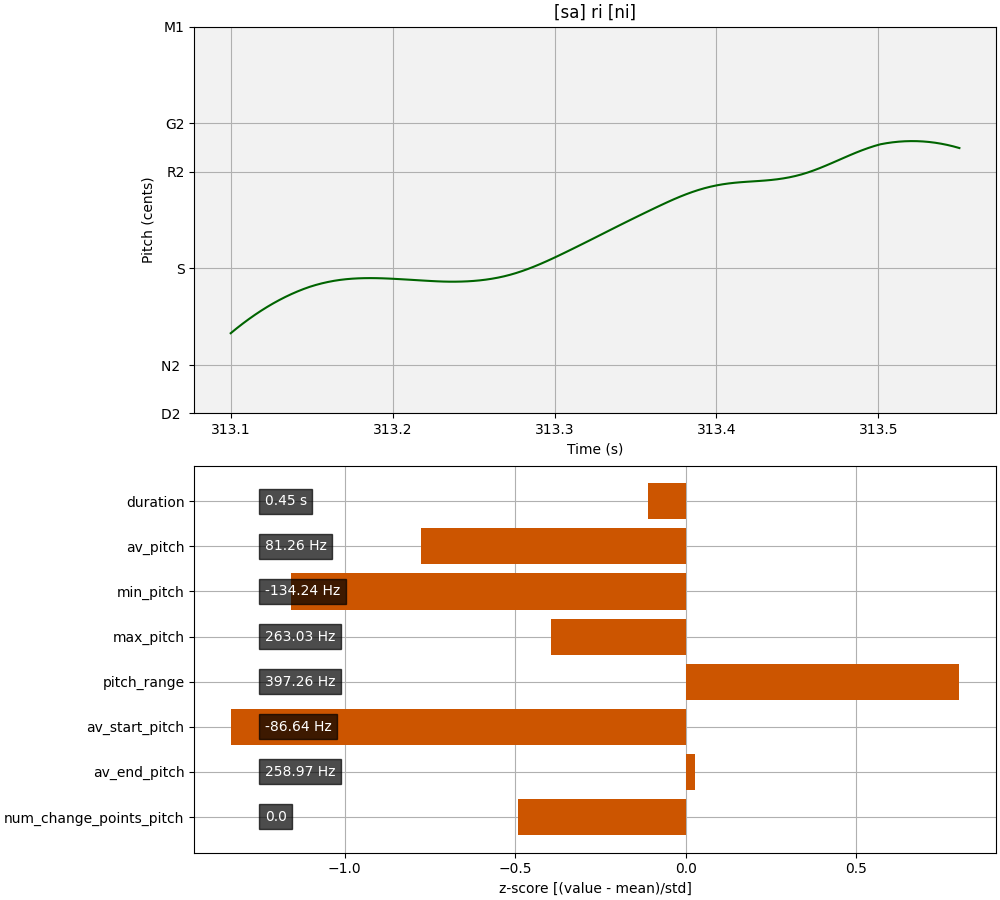 [sa] ri [ni]
M1
G2
R2
S
N2
D2
Pitch (cents)
313.1 313.2 313.3 313.4 313.5
Time (s)
duration 0.45 s
av_pitch 81.26 Hz
min_pitch -134.24 Hz
max_pitch 263.03 Hz
pitch_range 397.26 Hz
av_start_pitch -86.64 Hz
av_end_pitch 258.97 Hz
num_change_points_pitch 0.0
−1.0 −0.5 0.0 0.5
z-score [(value - mean)/std]